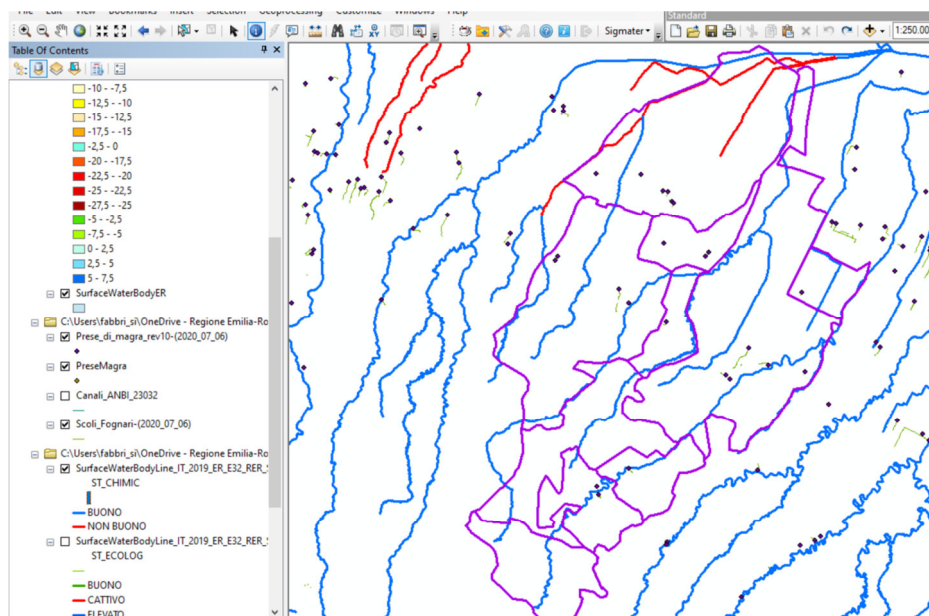 File Edit View Bookmarks Insert Selection Geoprocessing Customize Windows Help
Standard
Sigmater
1:250.00
Table Of Contents
-10 - -7,5
-12,5 - -10
-15 - -12,5
-17,5 - -15
-2,5 - 0
-20 - -17,5
-22,5 - -20
-25 - -22,5
-27,5 - -25
-5 - -2,5
-7,5 - -5
0 - 2,5
2,5 - 5
5 - 7,5
SurfaceWaterBodyER
C:\Users\fabbri_si\OneDrive - Regione Emilia-Ro
Prese_di_magra_rev10-(2020_07_06)
PreseMagra
Canali_ANBI_23032
Scoli_Fognari-(2020_07_06)
C:\Users\fabbri_si\OneDrive - Regione Emilia-Ro
SurfaceWaterBodyLine_IT_2019_ER_E32_RER_S
ST_CHIMIC
BUONO
NON BUONO
SurfaceWaterBodyLine_IT_2019_ER_E32_RER_S
ST_ECOLOG
BUONO
CATTIVO
ELEVATO